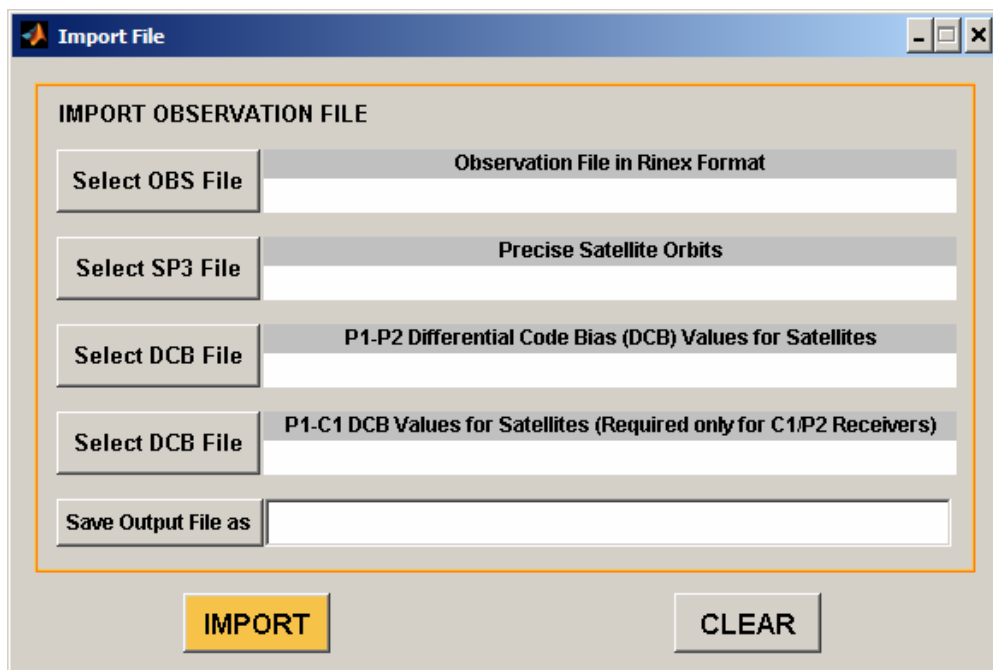 Import File
IMPORT OBSERVATION FILE
Select OBS File
Observation File in Rinex Format
Select SP3 File
Precise Satellite Orbits
Select DCB File
P1-P2 Differential Code Bias (DCB) Values for Satellites
Select DCB File
P1-C1 DCB Values for Satellites (Required only for C1/P2 Receivers)
Save Output File as
IMPORT
CLEAR